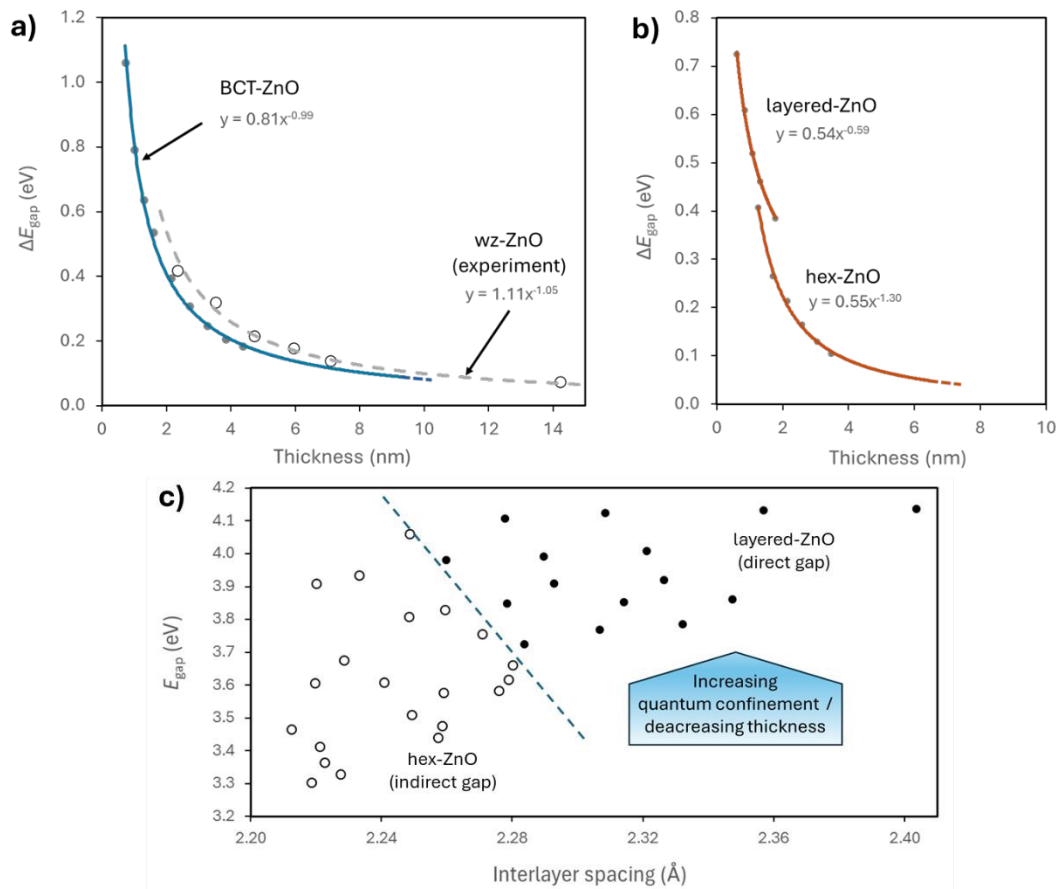 a)
1.2
1.0
0.8
0.6
0.4
0.2
0.0
ΔE_gap (eV)
BCT-ZnO
y = 0.81x^-0.99
wz-ZnO
(experiment)
y = 1.11x^-1.05
0 2 4 6 8 10 12 14
Thickness (nm)
b)
0.8
0.7
0.6
0.5
0.4
0.3
0.2
0.1
0.0
ΔE_gap (eV)
layered-ZnO
y = 0.54x^-0.59
hex-ZnO
y = 0.55x^-1.30
0 2 4 6 8 10
Thickness (nm)
c)
4.2
4.1
4.0
3.9
3.8
3.7
3.6
3.5
3.4
3.3
3.2
E_gap (eV)
layered-ZnO
(direct gap)
Increasing
quantum confinement /
deacreasing thickness
hex-ZnO
(indirect gap)
2.20 2.24 2.28 2.32 2.36 2.40
Interlayer spacing (Å)